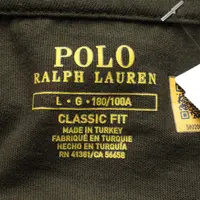 POLO
RALPH LAUREN
L • G • 180/100A
CLASSIC FIT
MADE IN TURKEY
FABRIQUÉ EN TURQUIE
HECHO EN TURQUÍA
RN 41381/CA 56658